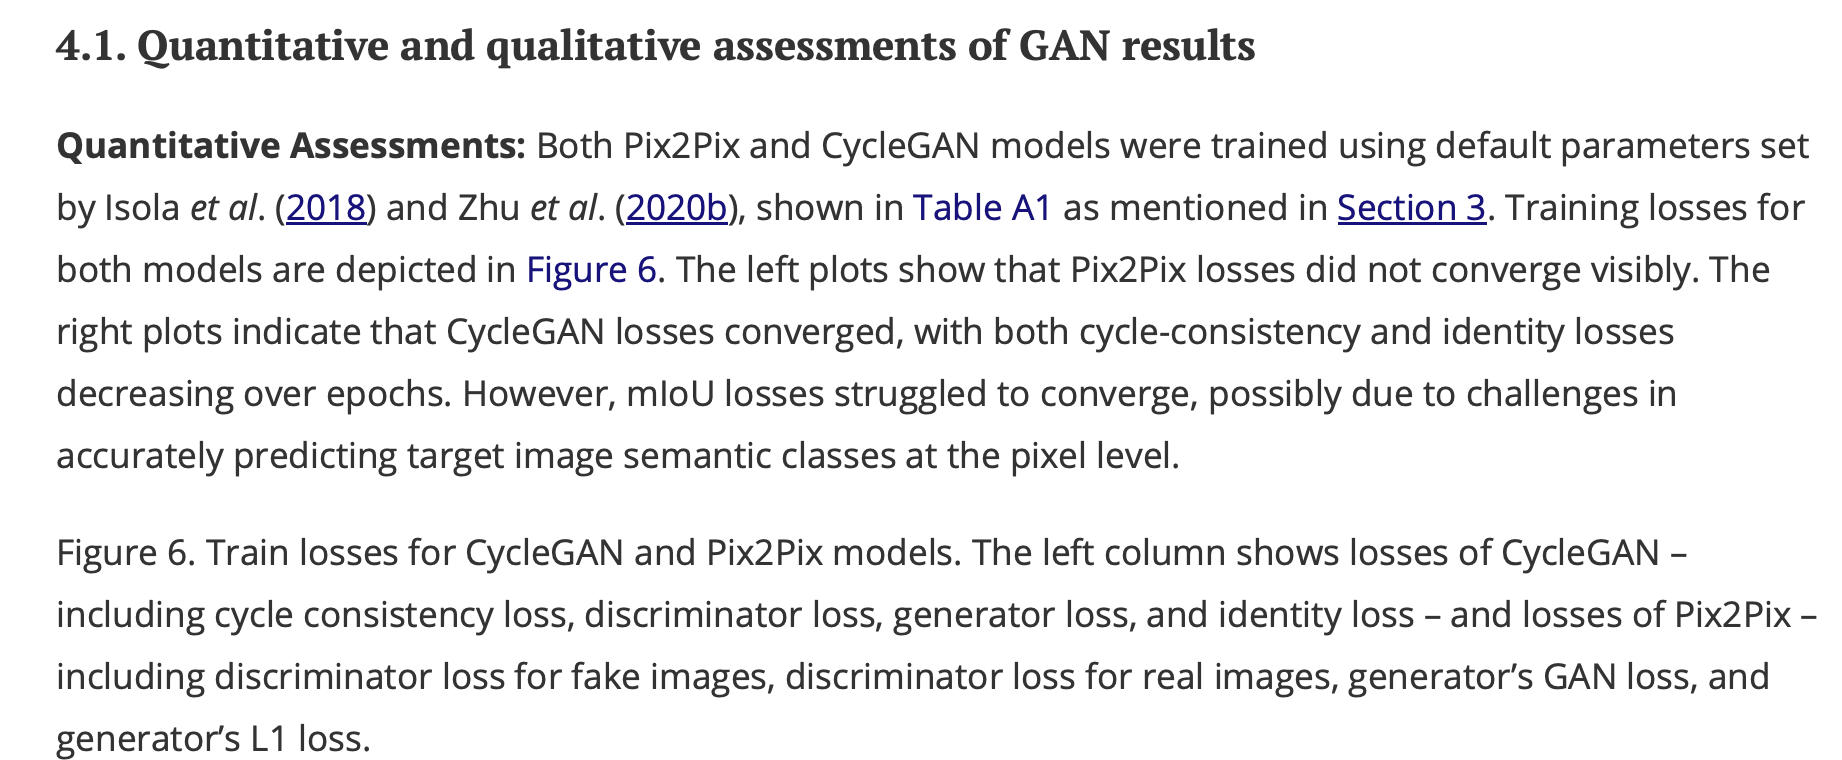 4.1. Quantitative and qualitative assessments of GAN results
Quantitative Assessments: Both Pix2Pix and CycleGAN models were trained using default parameters set
by Isola et al. (2018) and Zhu et al. (2020b), shown in Table A1 as mentioned in Section 3. Training losses for
both models are depicted in Figure 6. The left plots show that Pix2Pix losses did not converge visibly. The
right plots indicate that CycleGAN losses converged, with both cycle-consistency and identity losses
decreasing over epochs. However, mIoU losses struggled to converge, possibly due to challenges in
accurately predicting target image semantic classes at the pixel level.
Figure 6. Train losses for CycleGAN and Pix2Pix models. The left column shows losses of CycleGAN –
including cycle consistency loss, discriminator loss, generator loss, and identity loss – and losses of Pix2Pix –
including discriminator loss for fake images, discriminator loss for real images, generator’s GAN loss, and
generator’s L1 loss.